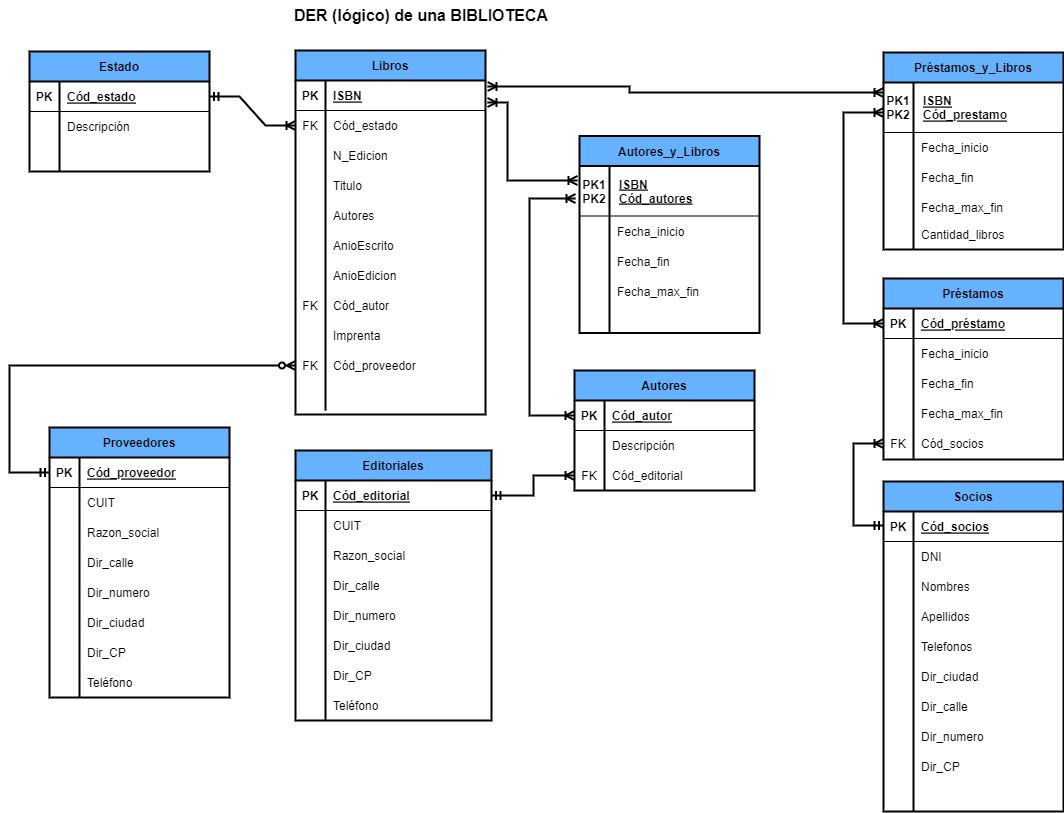 DER (lógico) de una BIBLIOTECA
Estado
PK Cód_estado
Descripción
Libros
PK ISBN
FK Cód_estado
N_Edicion
Titulo
Autores
AnioEscrito
AnioEdicion
FK Cód_autor
Imprenta
FK Cód_proveedor
Préstamos_y_Libros
PK1 ISBN
PK2 Cód_prestamo
Fecha_inicio
Fecha_fin
Fecha_max_fin
Cantidad_libros
Autores_y_Libros
PK1 ISBN
PK2 Cód_autores
Fecha_inicio
Fecha_fin
Fecha_max_fin
Préstamos
PK Cód_préstamo
Fecha_inicio
Fecha_fin
Fecha_max_fin
FK Cód_socios
Autores
PK Cód_autor
Descripción
FK Cód_editorial
Proveedores
PK Cód_proveedor
CUIT
Razon_social
Dir_calle
Dir_numero
Dir_ciudad
Dir_CP
Teléfono
Editoriales
PK Cód_editorial
CUIT
Razon_social
Dir_calle
Dir_numero
Dir_ciudad
Dir_CP
Teléfono
Socios
PK Cód_socios
DNI
Nombres
Apellidos
Telefonos
Dir_ciudad
Dir_calle
Dir_numero
Dir_CP